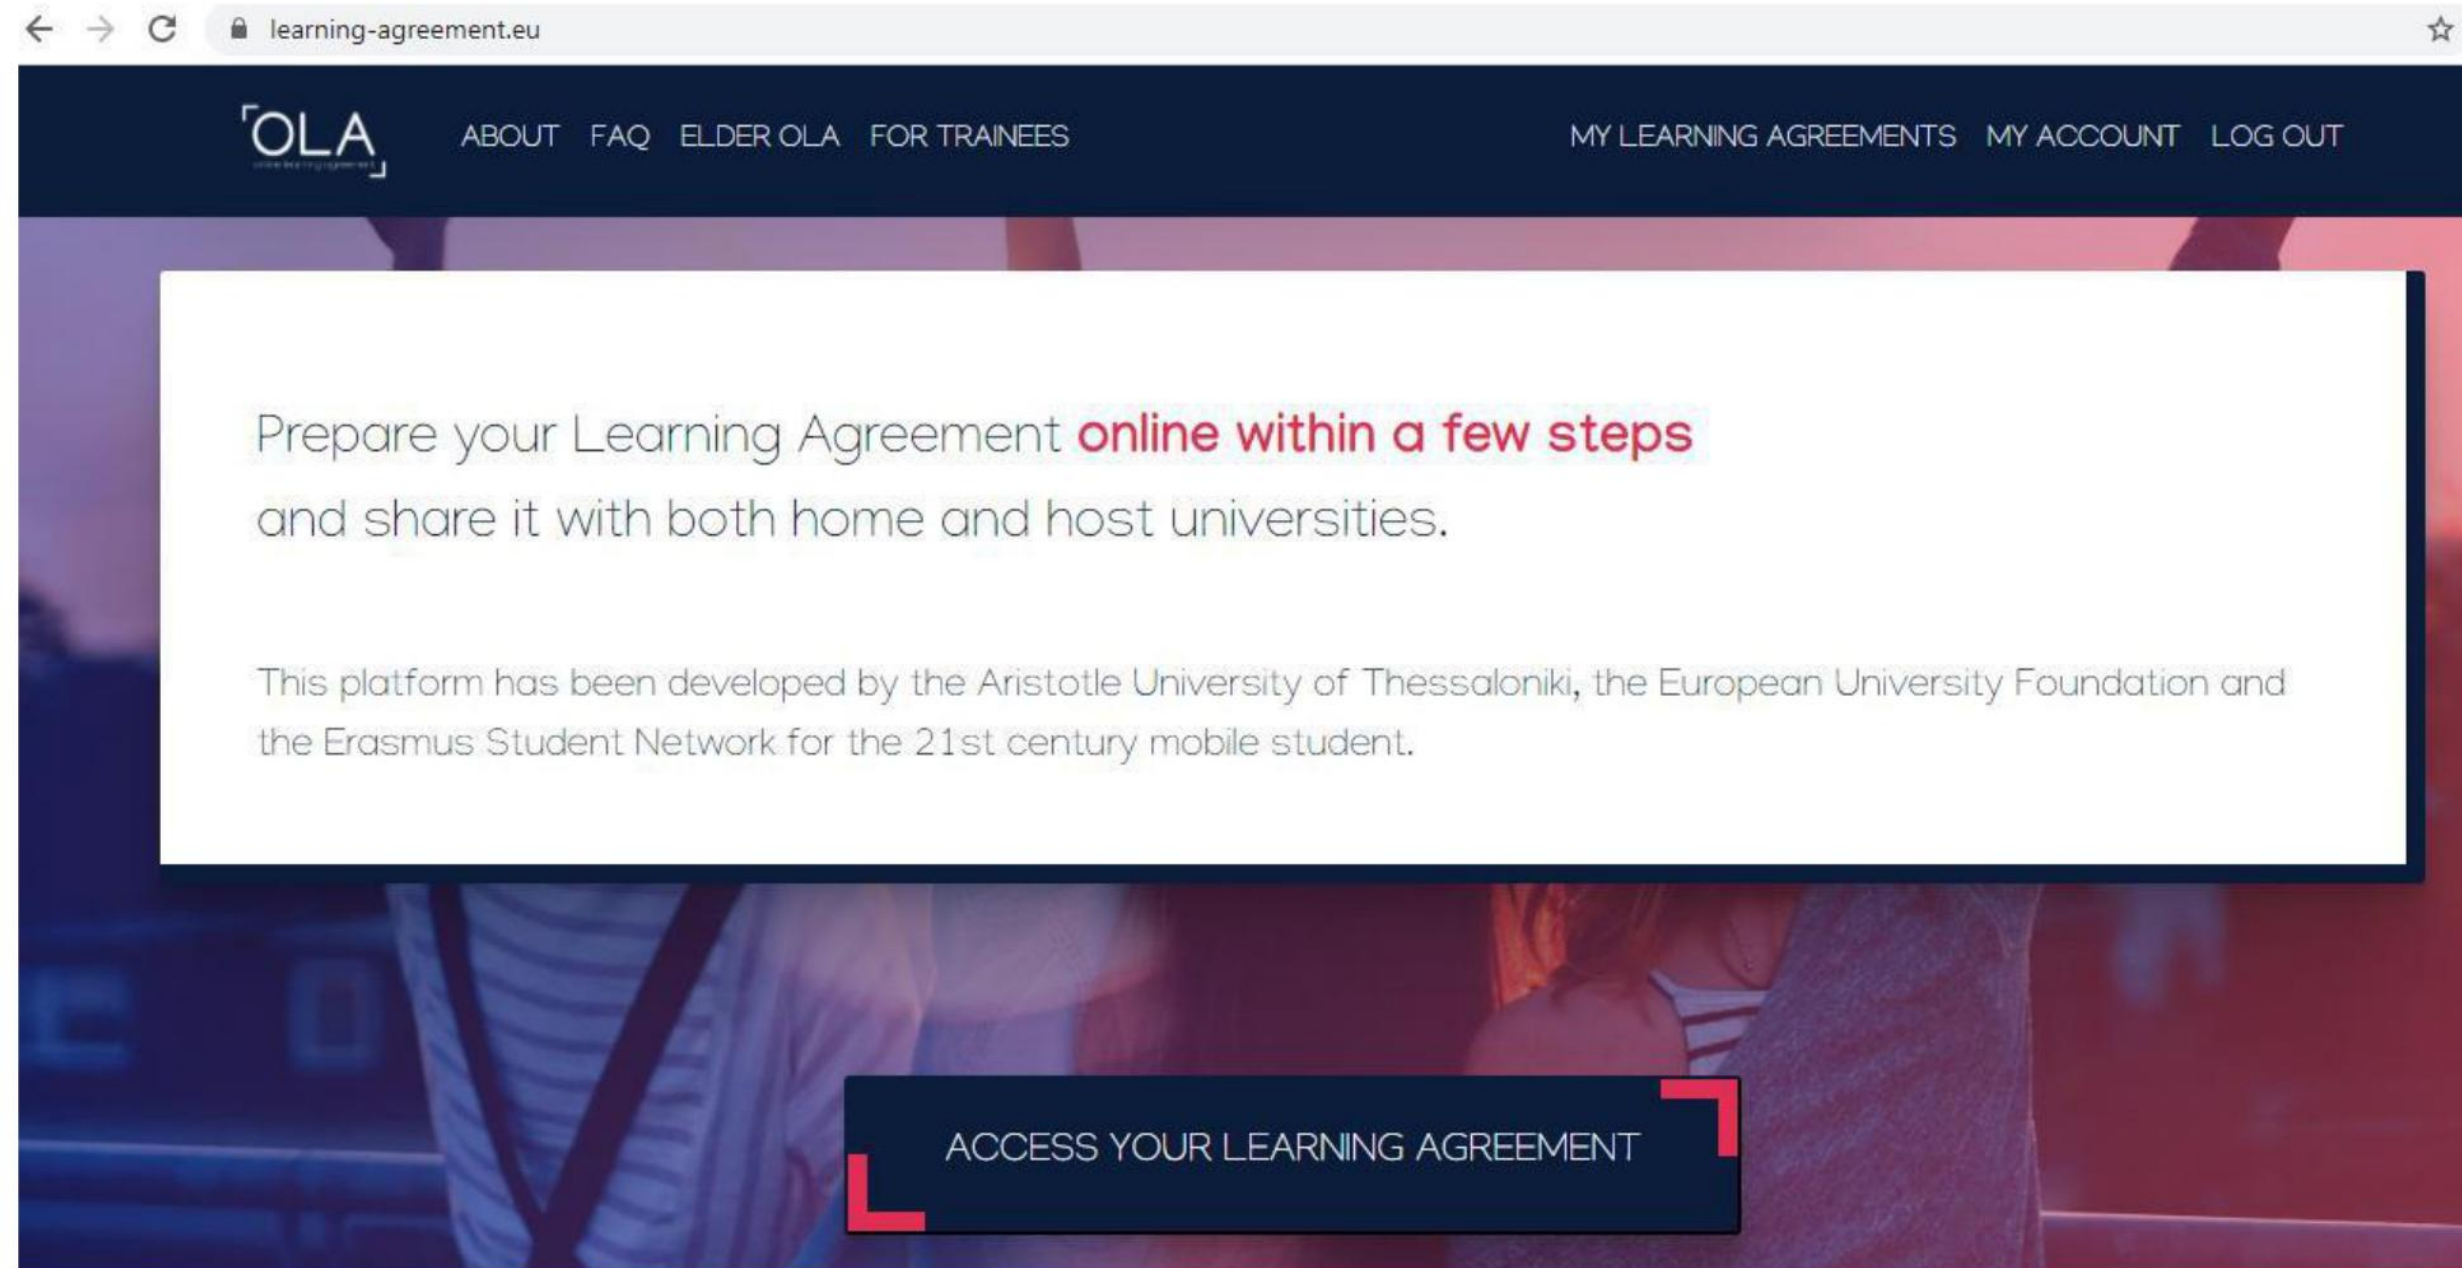 learning-agreement.eu
OLA ABOUT FAQ ELDER OLA FOR TRAINEES MY LEARNING AGREEMENTS MY ACCOUNT LOG OUT
online learning agreement
Prepare your Learning Agreement online within a few steps
and share it with both home and host universities.
This platform has been developed by the Aristotle University of Thessaloniki, the European University Foundation and
the Erasmus Student Network for the 21st century mobile student.
ACCESS YOUR LEARNING AGREEMENT